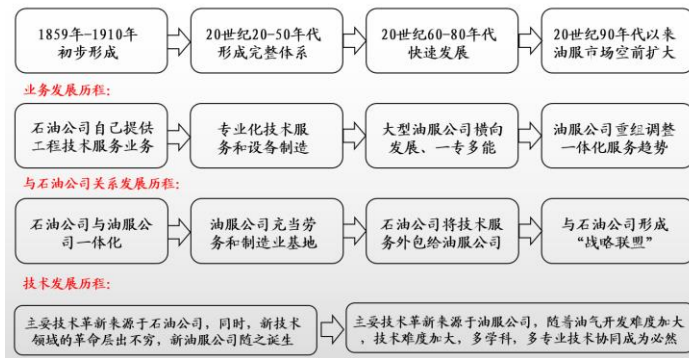 1859年-1910年
初步形成
20世纪20-50年代
形成完整体系
20世纪60-80年代
快速发展
20世纪90年代以来
油服市场空前扩大
业务发展历程:
石油公司自己提供
工程技术服务业务
专业化技术服
务和设备制造
大型油服公司横向
发展、一专多能
油服公司重组调整
一体化服务趋势
与石油公司关系发展历程:
石油公司与油服公
司一体化
油服公司充当劳
务和制造业基地
石油公司将技术服
务外包给油服公司
与石油公司形成
“战略联盟”
技术发展历程:
主要技术革新来源于石油公司，同时，新技术
领域的革命层出不穷，新油服公司随之诞生
主要技术革新来源于油服公司，随着油气开发难度加大
，技术难度加大，多学科，多专业技术协同成为必然